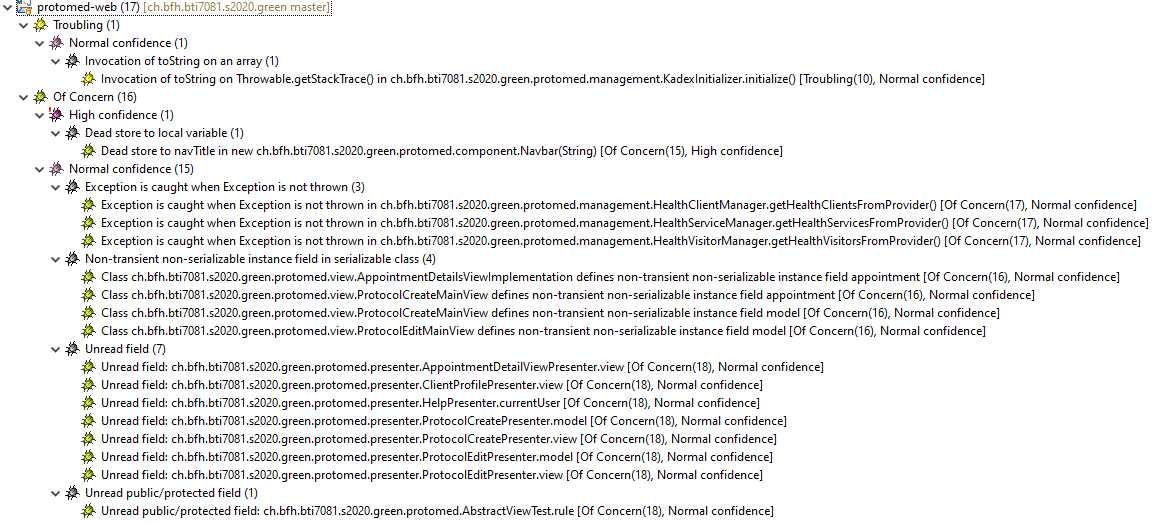 protomed-web (17) [ch.bfh.bti7081.s2020.green master]
Troubling (1)
Normal confidence (1)
Invocation of toString on an array (1)
Invocation of toString on Throwable.getStackTrace() in ch.bfh.bti7081.s2020.green.protomed.management.KadexInitializer.initialize() [Troubling(10), Normal confidence]
Of Concern (16)
High confidence (1)
Dead store to local variable (1)
Dead store to navTitle in new ch.bfh.bti7081.s2020.green.protomed.component.Navbar(String) [Of Concern(15), High confidence]
Normal confidence (15)
Exception is caught when Exception is not thrown (3)
Exception is caught when Exception is not thrown in ch.bfh.bti7081.s2020.green.protomed.management.HealthClientManager.getHealthClientsFromProvider() [Of Concern(17), Normal confidence]
Exception is caught when Exception is not thrown in ch.bfh.bti7081.s2020.green.protomed.management.HealthServiceManager.getHealthServicesFromProvider() [Of Concern(17), Normal confidence]
Exception is caught when Exception is not thrown in ch.bfh.bti7081.s2020.green.protomed.management.HealthVisitorManager.getHealthVisitorsFromProvider() [Of Concern(17), Normal confidence]
Non-transient non-serializable instance field in serializable class (4)
Class ch.bfh.bti7081.s2020.green.protomed.view.AppointmentDetailsViewImplementation defines non-transient non-serializable instance field appointment [Of Concern(16), Normal confidence]
Class ch.bfh.bti7081.s2020.green.protomed.view.ProtocolCreateMainView defines non-transient non-serializable instance field appointment [Of Concern(16), Normal confidence]
Class ch.bfh.bti7081.s2020.green.protomed.view.ProtocolCreateMainView defines non-transient non-serializable instance field model [Of Concern(16), Normal confidence]
Class ch.bfh.bti7081.s2020.green.protomed.view.ProtocolEditMainView defines non-transient non-serializable instance field model [Of Concern(16), Normal confidence]
Unread field (7)
Unread field: ch.bfh.bti7081.s2020.green.protomed.presenter.AppointmentDetailViewPresenter.view [Of Concern(18), Normal confidence]
Unread field: ch.bfh.bti7081.s2020.green.protomed.presenter.ClientProfilePresenter.view [Of Concern(18), Normal confidence]
Unread field: ch.bfh.bti7081.s2020.green.protomed.presenter.HelpPresenter.currentUser [Of Concern(18), Normal confidence]
Unread field: ch.bfh.bti7081.s2020.green.protomed.presenter.ProtocolCreatePresenter.model [Of Concern(18), Normal confidence]
Unread field: ch.bfh.bti7081.s2020.green.protomed.presenter.ProtocolCreatePresenter.view [Of Concern(18), Normal confidence]
Unread field: ch.bfh.bti7081.s2020.green.protomed.presenter.ProtocolEditPresenter.model [Of Concern(18), Normal confidence]
Unread field: ch.bfh.bti7081.s2020.green.protomed.presenter.ProtocolEditPresenter.view [Of Concern(18), Normal confidence]
Unread public/protected field (1)
Unread public/protected field: ch.bfh.bti7081.s2020.green.protomed.AbstractViewTest.rule [Of Concern(18), Normal confidence]